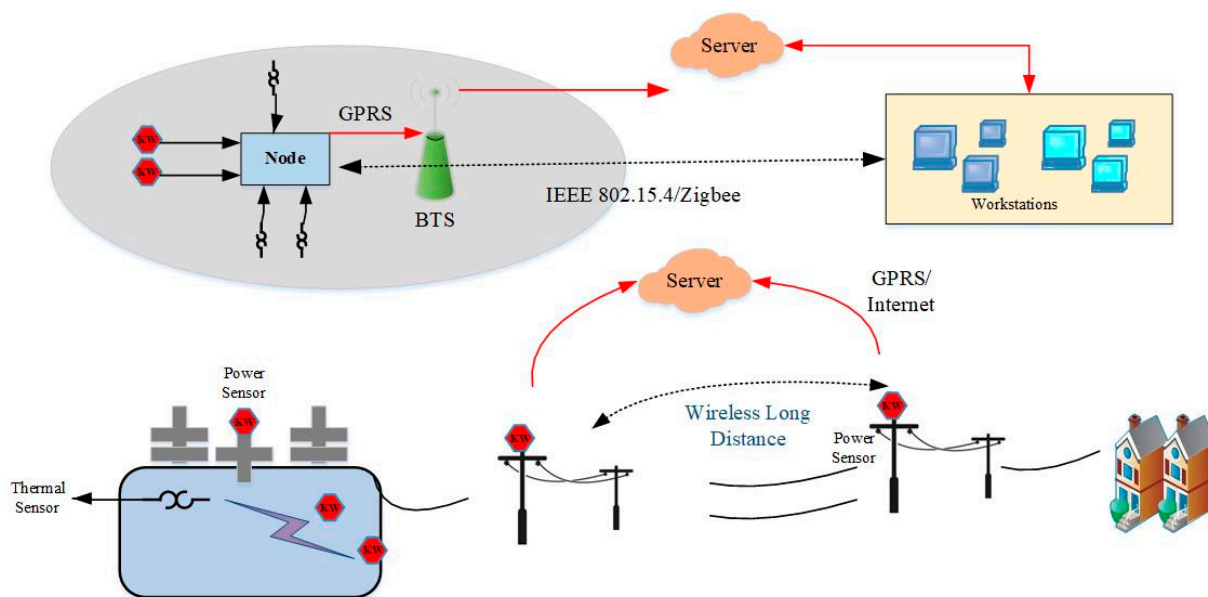 Server
GPRS
KW
KW
Node
IEEE 802.15.4/Zigbee
BTS
Workstations
Server
GPRS/
Internet
Power
Sensor
KW
KW
KW
Wireless Long
Distance
Power
Sensor
Thermal
Sensor
KW
KW